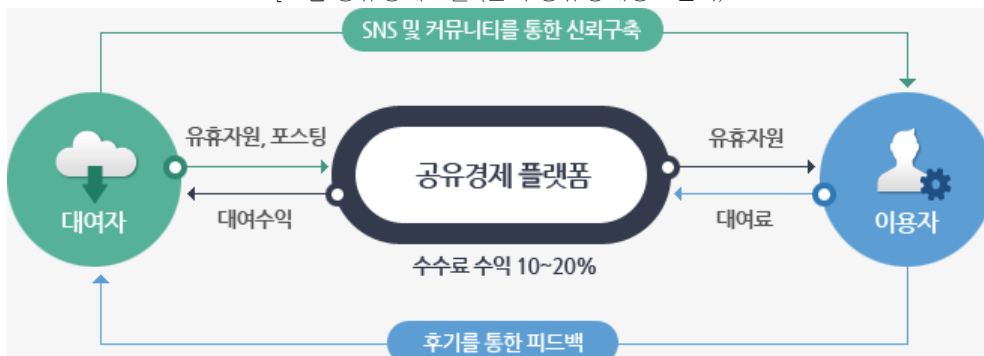 SNS 및 커뮤니티를 통한 신뢰구축
유휴자원, 포스팅
유휴자원
공유경제 플랫폼
대여자
대여수익
대여료
이용자
수수료 수익 10~20%
후기를 통한 피드백